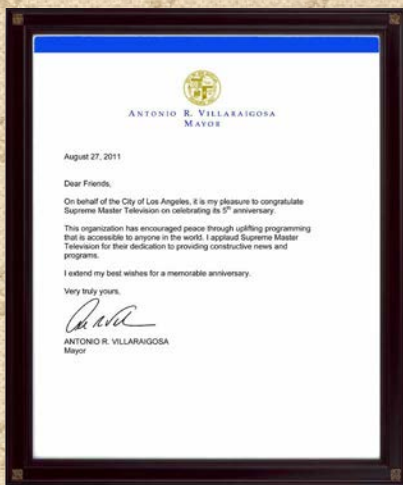 ANTONIO R. VILLARAIGOSA
MAYOR
August 27, 2011
Dear Friends,
On behalf of the City of Los Angeles, it is my pleasure to congratulate
Supreme Master Television on celebrating its 5th anniversary.
This organization has encouraged peace through uplifting programming
that is accessible to anyone in the world. I applaud Supreme Master
Television for their dedication to providing constructive news and
programs.
I extend my best wishes for a memorable anniversary.
Very truly yours,
ANTONIO R. VILLARAIGOSA
Mayor